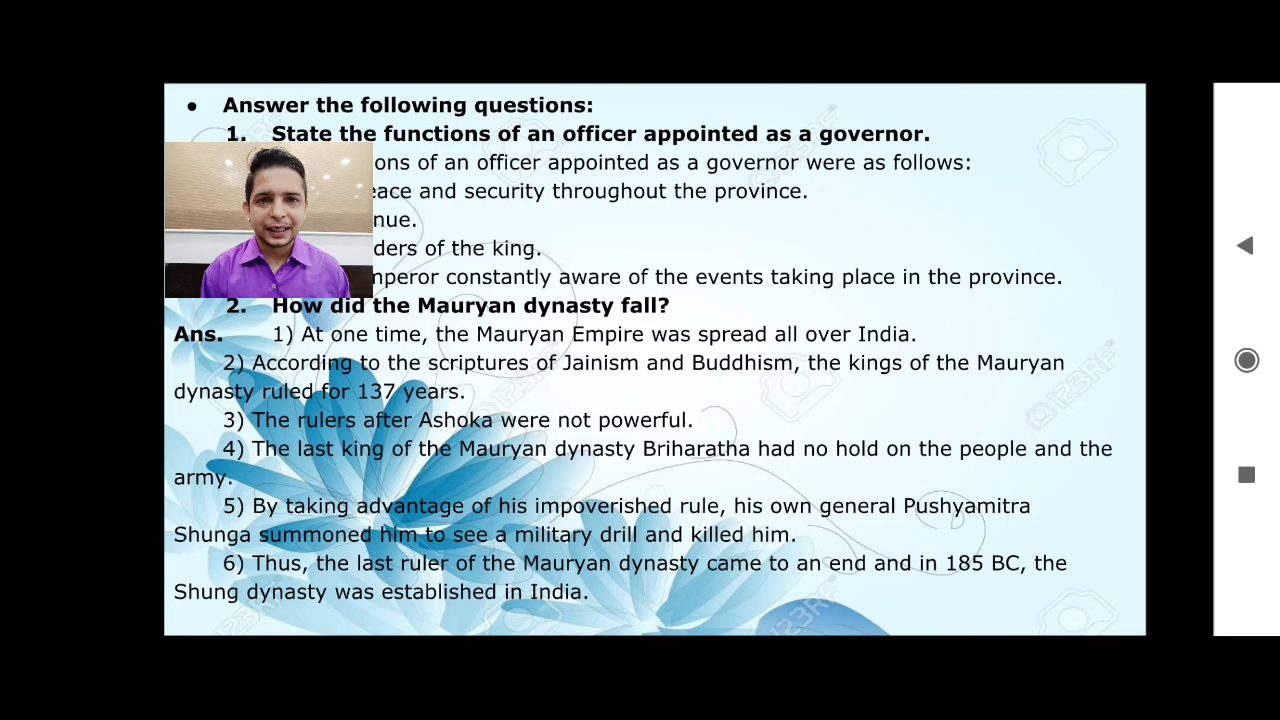 ● Answer the following questions:
1. State the functions of an officer appointed as a governor.
of an officer appointed as a governor were as follows:
and security throughout the province.
of the king.
constantly aware of the events taking place in the province.
2. How did the Mauryan dynasty fall?
Ans. 1) At one time, the Mauryan Empire was spread all over India.
2) According to the scriptures of Jainism and Buddhism, the kings of the Mauryan
dynasty ruled for 137 years.
3) The rulers after Ashoka were not powerful.
4) The last king of the Mauryan dynasty Briharatha had no hold on the people and the
army.
5) By taking advantage of his impoverished rule, his own general Pushyamitra
Shunga summoned him to see a military drill and killed him.
6) Thus, the last ruler of the Mauryan dynasty came to an end and in 185 BC, the
Shung dynasty was established in India.
123RF